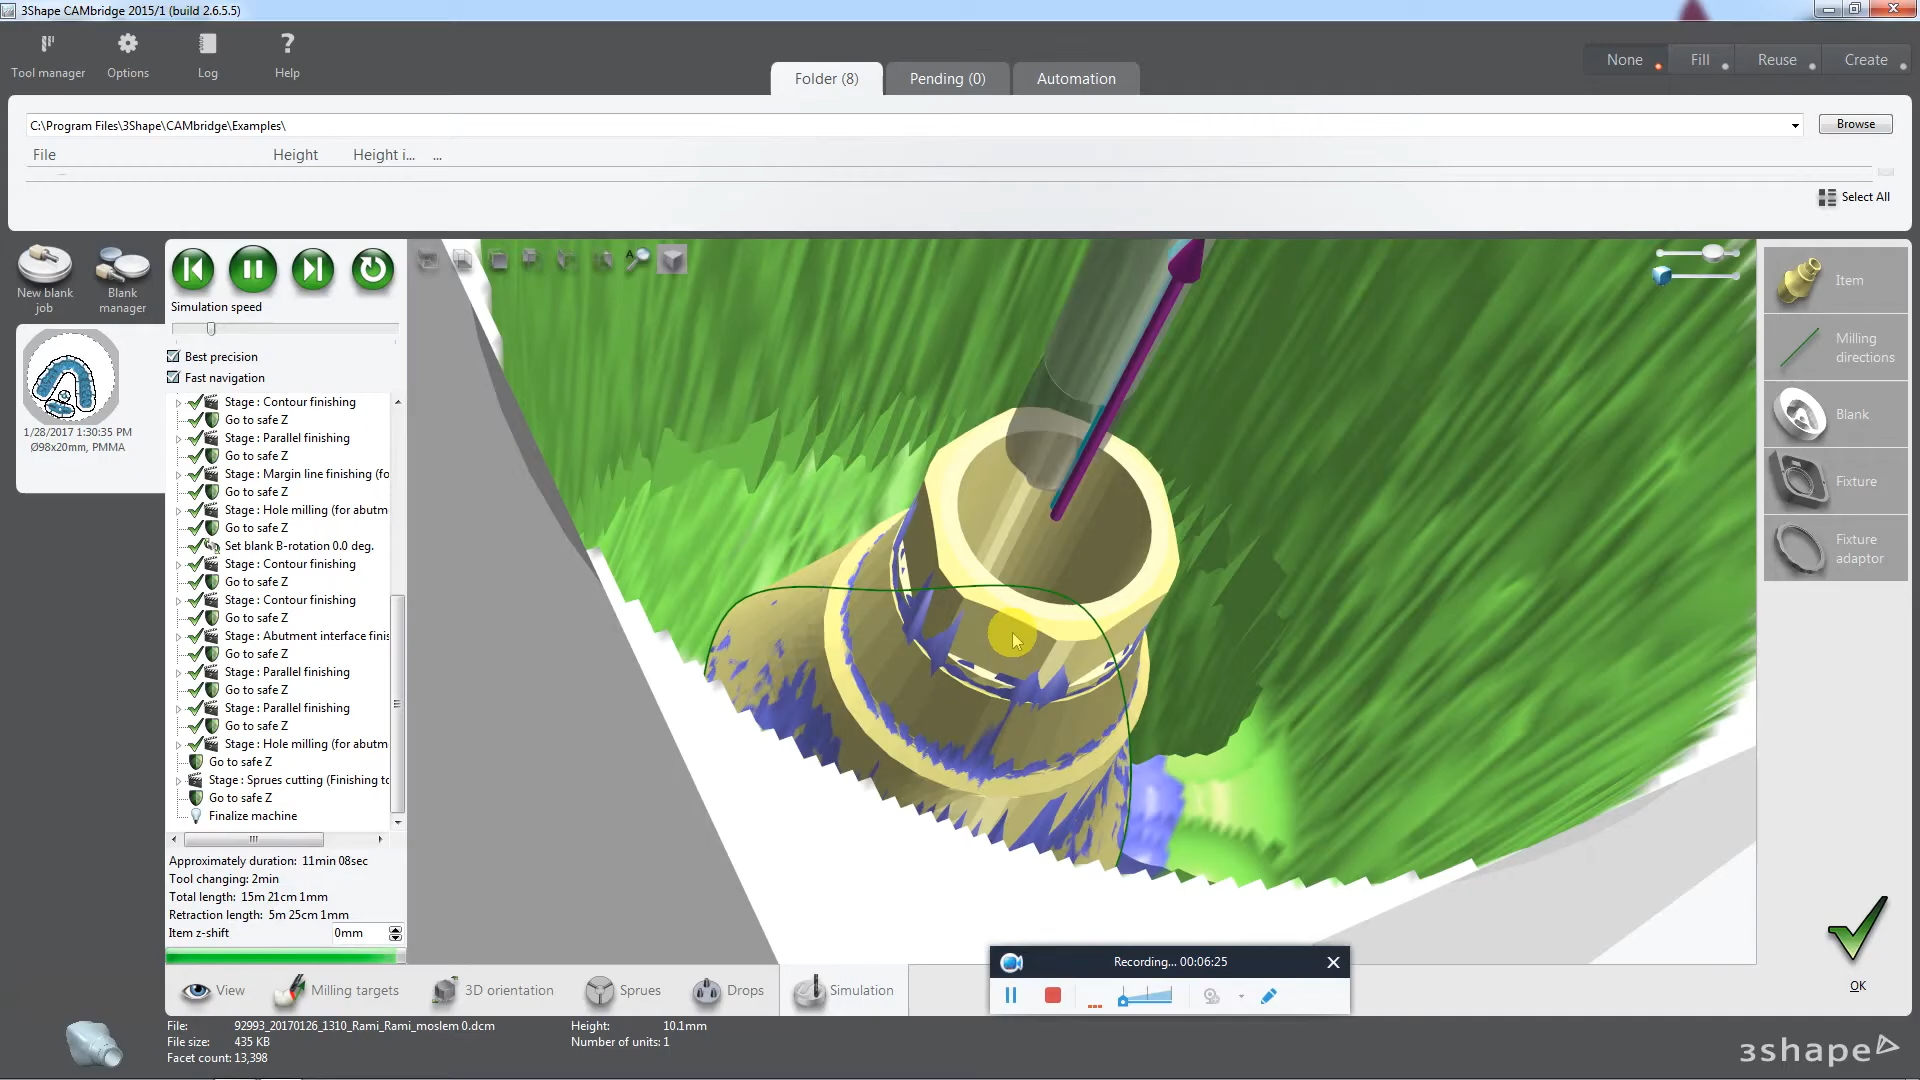 3Shape CAMbridge 2015/1 (build 2.6.5.5)
Tool manager
Options
Log
Help
Folder (8)
Pending (0)
Automation
None
Fill
Reuse
Create
C:\Program Files\3Shape\CAMbridge\Examples\
Browse
File
Height
Height i...
...
Select All
New blank
job
Blank
manager
1/28/2017 1:30:35 PM
Ø98x20mm, PMMA
Simulation speed
Best precision
Fast navigation
Stage : Contour finishing
Go to safe Z
Stage : Parallel finishing
Go to safe Z
Stage : Margin line finishing (fo
Go to safe Z
Stage : Hole milling (for abutm
Go to safe Z
Set blank B-rotation 0.0 deg.
Stage : Contour finishing
Go to safe Z
Stage : Contour finishing
Go to safe Z
Stage : Abutment interface finis
Go to safe Z
Stage : Parallel finishing
Go to safe Z
Stage : Parallel finishing
Go to safe Z
Stage : Hole milling (for abutm
Go to safe Z
Stage : Sprues cutting (Finishing to
Go to safe Z
Finalize machine
Approximately duration: 11min 08sec
Tool changing: 2min
Total length: 15m 21cm 1mm
Retraction length: 5m 25cm 1mm
Item z-shift
0mm
A
Item
Milling
directions
Blank
Fixture
Fixture
adaptor
OK
Recording... 00:06:25
View
Milling targets
3D orientation
Sprues
Drops
Simulation
File: 92993_20170126_1310_Rami_Rami_moslem 0.dcm
File size: 435 KB
Facet count: 13,398
Height: 10.1mm
Number of units: 1
3shape